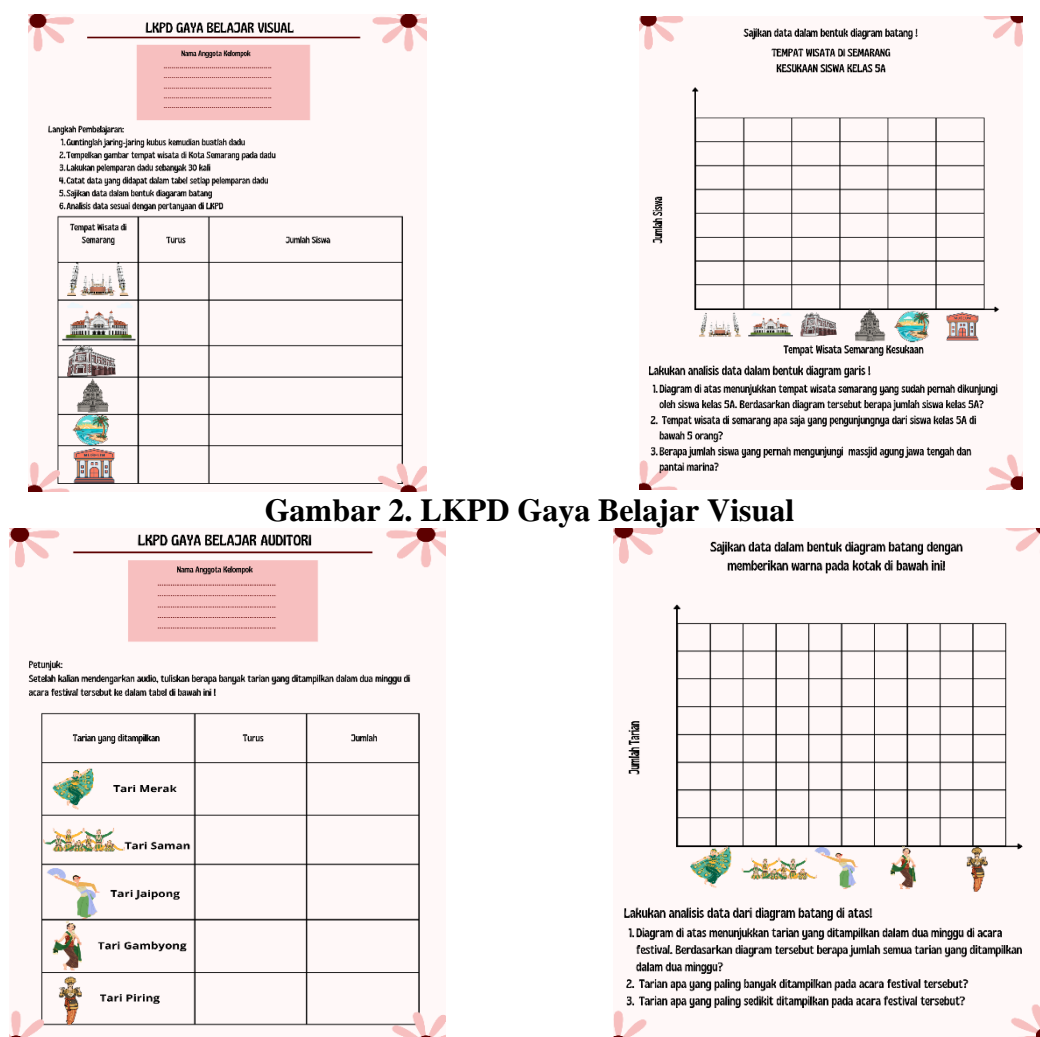 LKPD GAYA BELAJAR VISUAL
Nama Anggota Kelompok
Langkah Pembelajaran:
1. Guntinglah jaring-jaring kubus kemudian buatlah dadu
2. Tempelkan gambar tempat wisata di Kota Semarang pada dadu
3. Lakukan pelemparan dadu sebanyak 30 kali
4. Catat data yang didapat dalam tabel setiap pelemparan dadu
5. Sajikan data dalam bentuk diagaram batang
6. Analisis data sesuai dengan pertanyaan di LKPD
Tempat Wisata di
Semarang
Turus
Jumlah Siswa
Sajikan data dalam bentuk diagram batang !
TEMPAT WISATA DI SEMARANG
KESUKAAN SISWA KELAS 5A
Jumlah Siswa
Tempat Wisata Semarang Kesukaan
Lakukan analisis data dalam bentuk diagram garis !
1. Diagram di atas menunjukkan tempat wisata semarang yang sudah pernah dikunjungi
oleh siswa kelas 5A. Berdasarkan diagram tersebut berapa jumlah siswa kelas 5A?
2. Tempat wisata di semarang apa saja yang pengunjungnya dari siswa kelas 5A di
bawah 5 orang?
3. Berapa jumlah siswa yang pernah mengunjungi massjid agung jawa tengah dan
pantai marina?
Gambar 2. LKPD Gaya Belajar Visual
LKPD GAYA BELAJAR AUDITORI
Nama Anggota Kelompok
Petunjuk:
Setelah kalian mendengarkan audio, tuliskan berapa banyak tarian yang ditampilkan dalam dua minggu di
acara festival tersebut ke dalam tabel di bawah ini !
Tarian yang ditampilkan
Turus
Jumlah
Tari Merak
Tari Saman
Tari Jaipong
Tari Gambyong
Tari Piring
Sajikan data dalam bentuk diagram batang dengan
memberikan warna pada kotak di bawah ini!
Jumlah Tarian
Lakukan analisis data dari diagram batang di atas!
1. Diagram di atas menunjukkan tarian yang ditampilkan dalam dua minggu di acara
festival. Berdasarkan diagram tersebut berapa jumlah semua tarian yang ditampilkan
dalam dua minggu?
2. Tarian apa yang paling banyak ditampilkan pada acara festival tersebut?
3. Tarian apa yang paling sedikit ditampilkan pada acara festival tersebut?